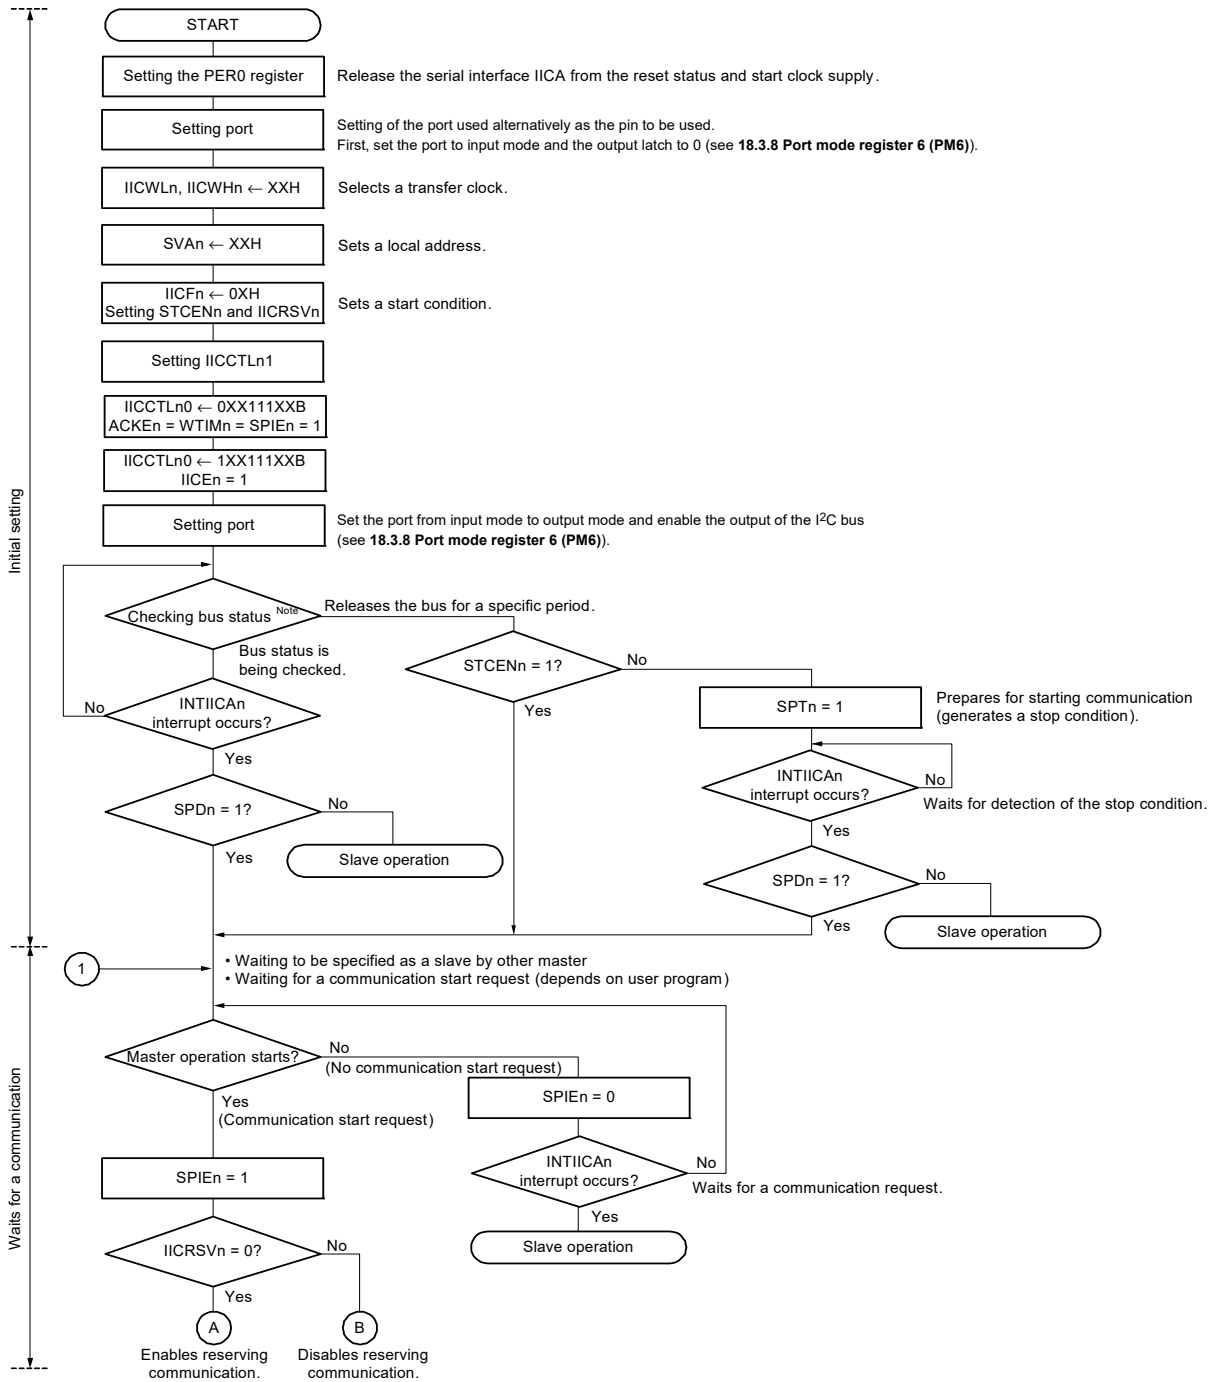 START
Setting the PER0 register
Release the serial interface IICA from the reset status and start clock supply.
Setting port
Setting of the port used alternatively as the pin to be used.
First, set the port to input mode and the output latch to 0 (see 18.3.8 Port mode register 6 (PM6)).
IICWLn, IICWHn ← XXH
Selects a transfer clock.
SVAn ← XXH
Sets a local address.
IICFn ← 0XH
Setting STCENn and IICRSVn
Sets a start condition.
Setting IICCTLn1
IICCTLn0 ← 0XX111XXB
ACKEn = WTIMn = SPIEn = 1
IICCTLn0 ← 1XX111XXB
IICEn = 1
Initial setting
Setting port
Set the port from input mode to output mode and enable the output of the I²C bus
(see 18.3.8 Port mode register 6 (PM6)).
Checking bus status Note
Releases the bus for a specific period.
Bus status is
being checked.
STCENn = 1?
No
Yes
INTIICAn
interrupt occurs?
No
Yes
SPTn = 1
Prepares for starting communication
(generates a stop condition).
INTIICAn
interrupt occurs?
No
Waits for detection of the stop condition.
Yes
SPDn = 1?
No
Yes
Slave operation
SPDn = 1?
No
Yes
Slave operation
1
• Waiting to be specified as a slave by other master
• Waiting for a communication start request (depends on user program)
Waits for a communication
Master operation starts?
No
(No communication start request)
Yes
(Communication start request)
SPIEn = 0
INTIICAn
interrupt occurs?
No
Waits for a communication request.
Yes
Slave operation
SPIEn = 1
IICRSVn = 0?
No
Yes
A
Enables reserving
communication.
B
Disables reserving
communication.